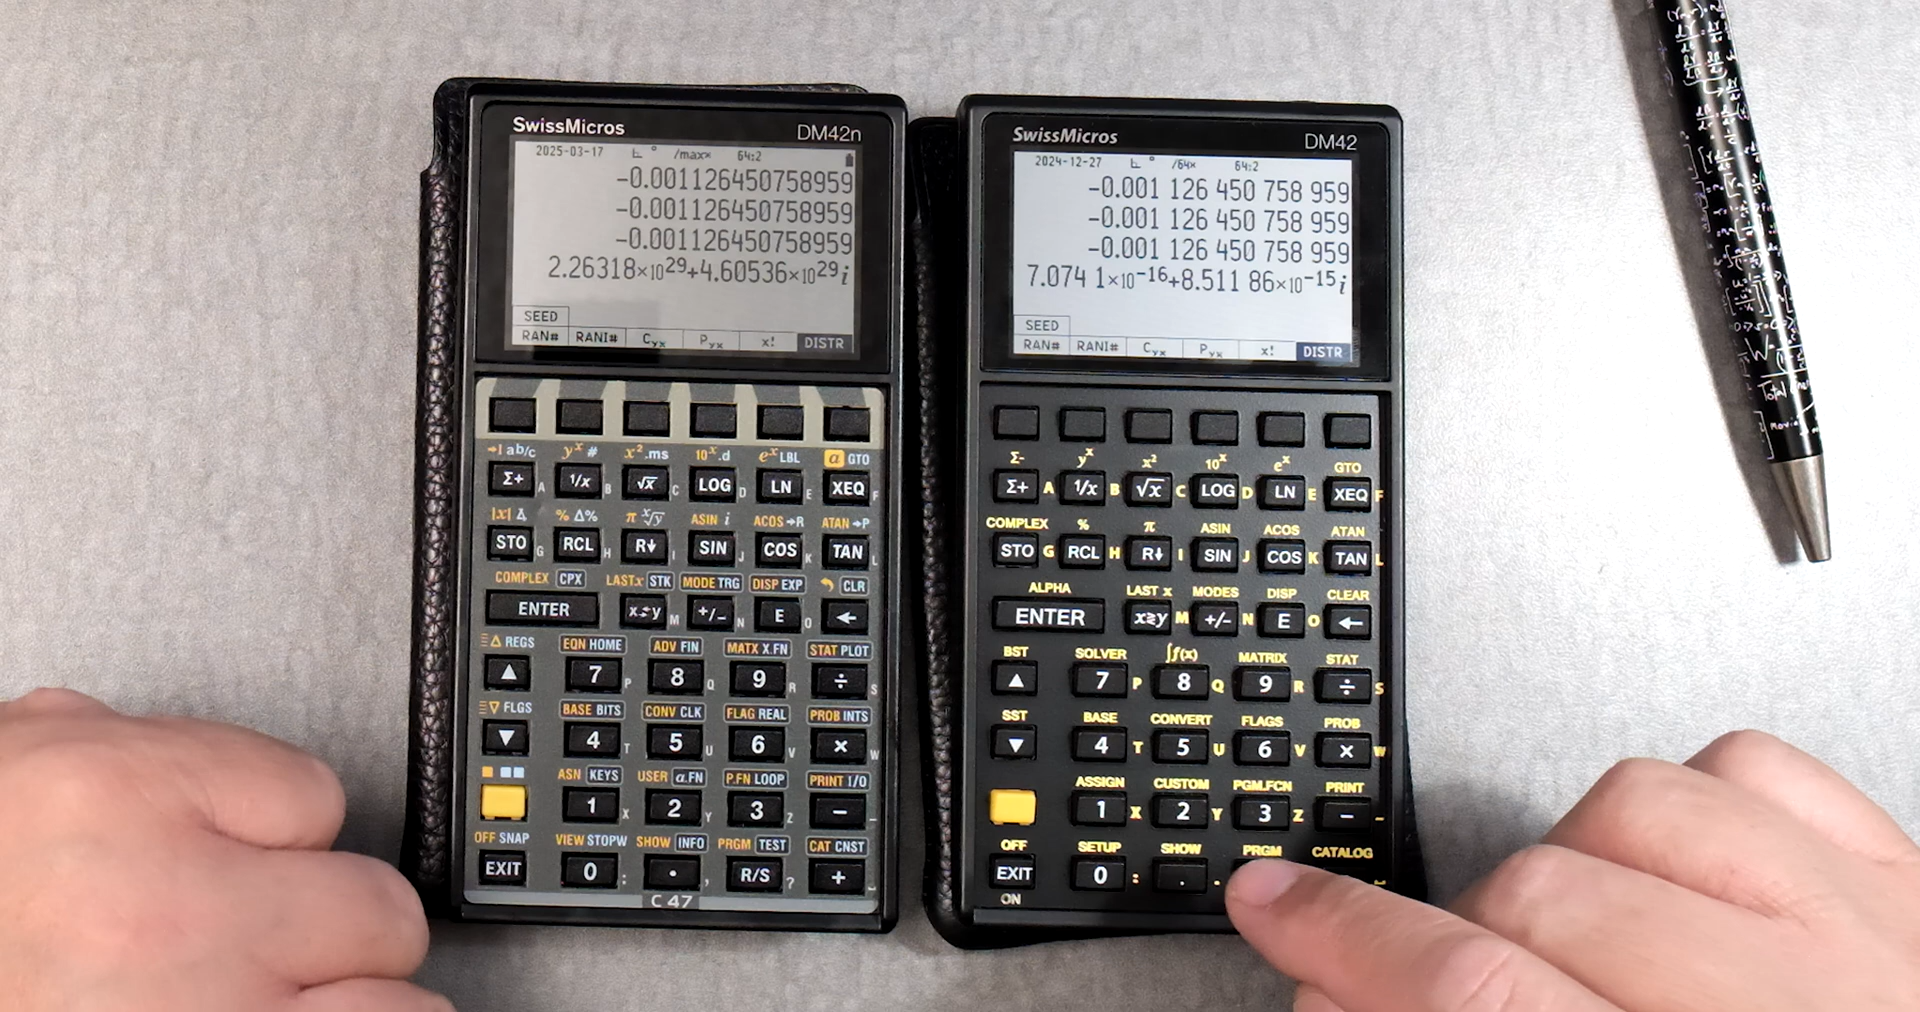 SwissMicros DM42n
2025-03-17 /max× 64:2
-0.001126450758959
-0.001126450758959
-0.001126450758959
2.26318×10^29+4.60536×10^29 i
SEED
RAN# RANI# Cyx Pyx x! DISTR
→I ab/c y^x # x².ms 10^x.d e^x LBL α GTO
Σ+ A 1/x B √x C LOG D LN E XEQ F
|x| ∡ % Δ% π ˣ√y ASIN i ACOS →R ATAN →P
STO G RCL H R↓ I SIN J COS K TAN L
COMPLEX CPX LASTx STK MODE TRG DISP EXP CLR
ENTER x≷y M +/- N E O ←
REGS EQN HOME ADV FIN MATX X.FN STAT PLOT
▲ 7 P 8 Q 9 R ÷ S
FLGS BASE BITS CONV CLK FLAG REAL PROB INTS
▼ 4 T 5 U 6 V × W
ASN KEYS USER α.FN P.FN LOOP PRINT I/O
1 X 2 Y 3 Z − _
OFF SNAP VIEW STOPW SHOW INFO PRGM TEST CAT CNST
EXIT 0 : . , R/S ? +
C 47
SwissMicros DM42
2024-12-27 /64× 64:2
-0.001 126 450 758 959
-0.001 126 450 758 959
-0.001 126 450 758 959
7.074 1×10^-16+8.511 86×10^-15 i
SEED
RAN# RANI# Cyx Pyx x! DISTR
Σ- y^x x² 10^x e^x GTO
Σ+ A 1/x B √x C LOG D LN E XEQ F
COMPLEX % π ASIN ACOS ATAN
STO G RCL H R↓ I SIN J COS K TAN L
ALPHA LAST x MODES DISP CLEAR
ENTER x≷y M +/- N E O ←
BST SOLVER ∫f(x) MATRIX STAT
▲ 7 P 8 Q 9 R ÷ S
SST BASE CONVERT FLAGS PROB
▼ 4 T 5 U 6 V × W
ASSIGN CUSTOM PGM.FCN PRINT
1 X 2 Y 3 Z − _
OFF SETUP SHOW PRGM CATALOG
EXIT 0 : .
ON